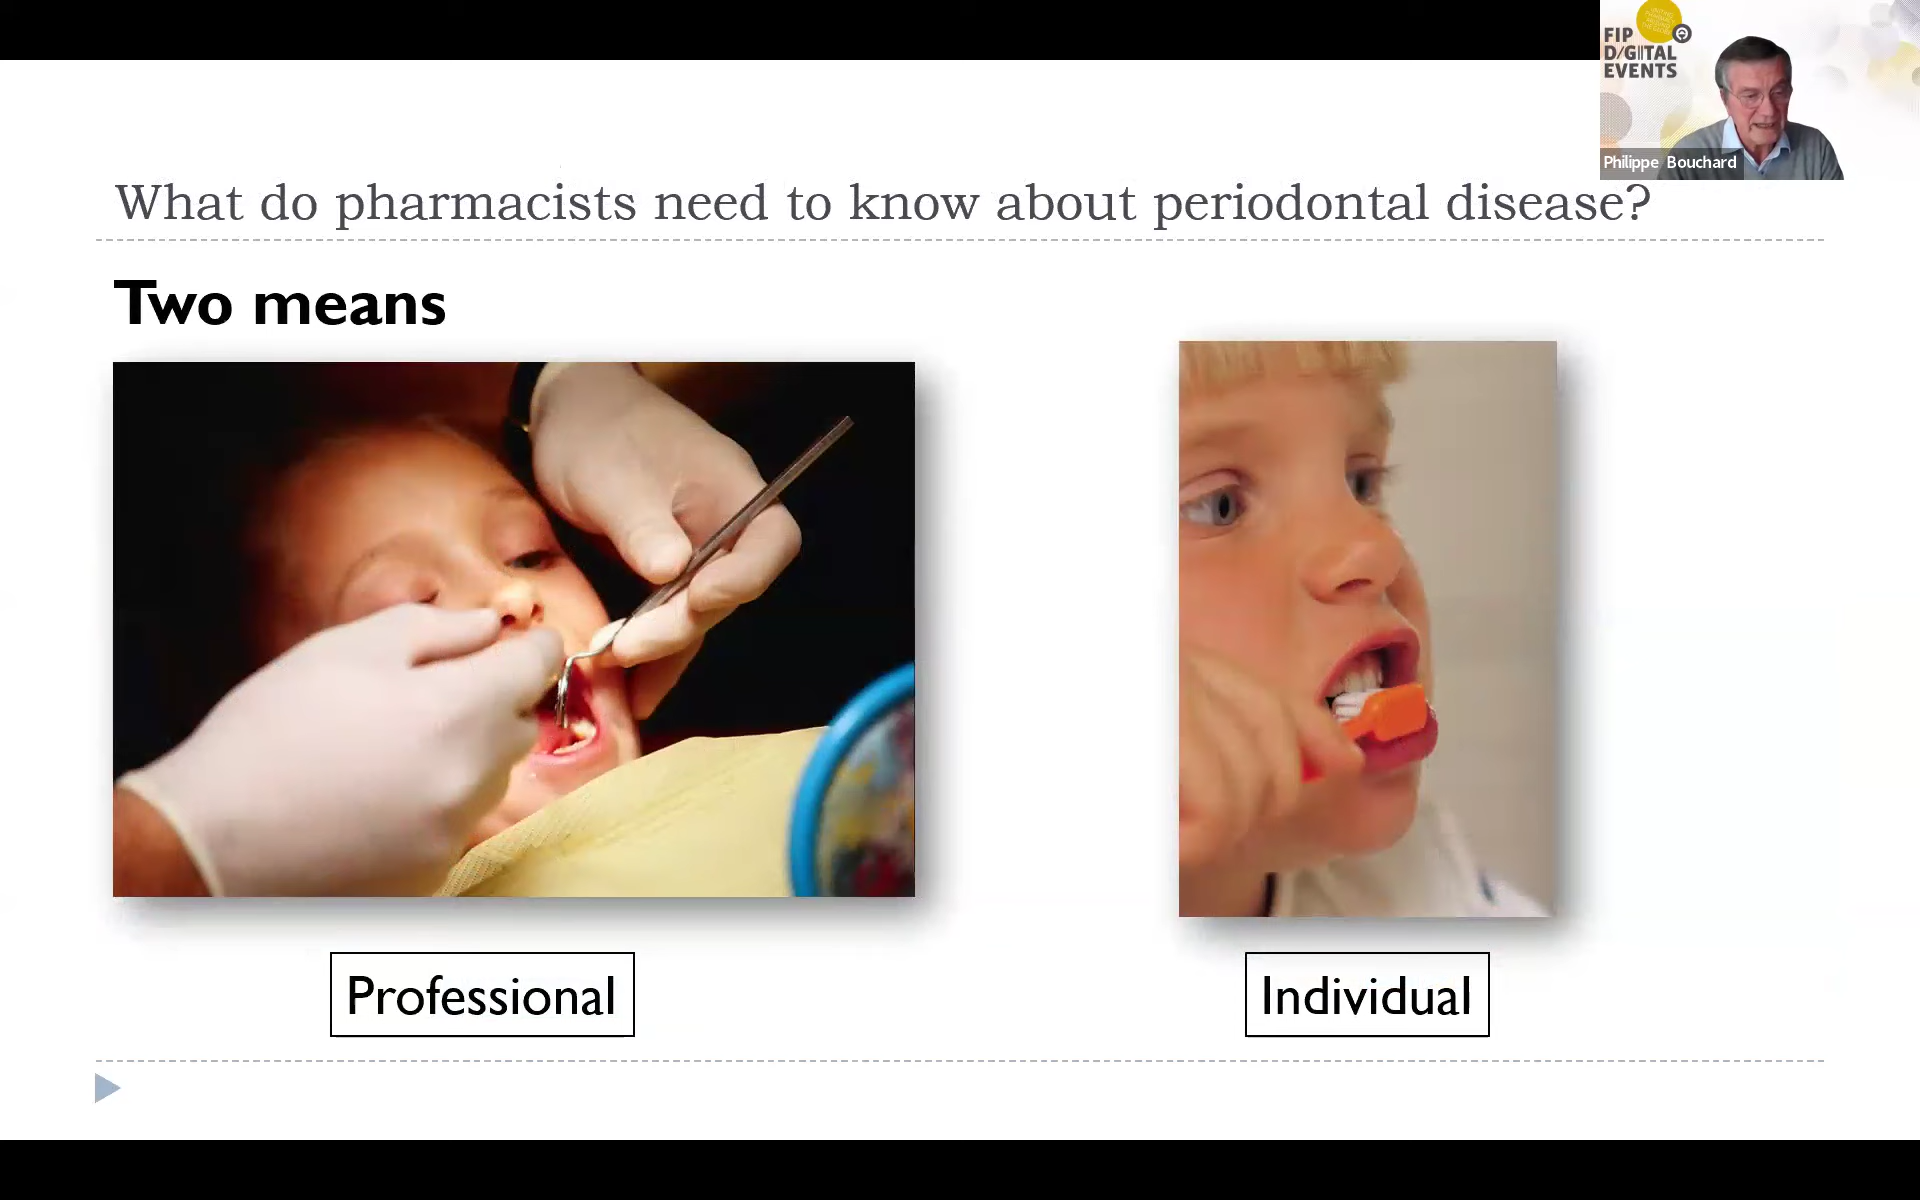 FIP
D/GITAL
EVENTS
Philippe Bouchard
What do pharmacists need to know about periodontal disease?
Two means
Professional
Individual